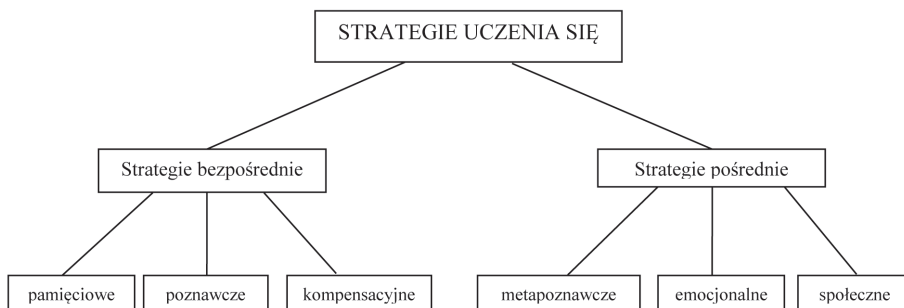 STRATEGIE UCZENIA SIĘ
Strategie bezpośrednie
Strategie pośrednie
pamięciowe
poznawcze
kompensacyjne
metapoznawcze
emocjonalne
społeczne